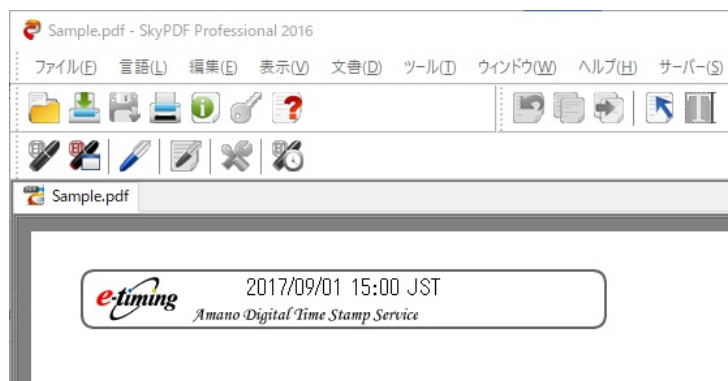 Sample.pdf - SkyPDF Professional 2016
ファイル(F) 言語(L) 編集(E) 表示(V) 文書(D) ツール(T) ウィンドウ(W) ヘルプ(H) サーバー(S)
Sample.pdf
e-timing 2017/09/01 15:00 JST
Amano Digital Time Stamp Service